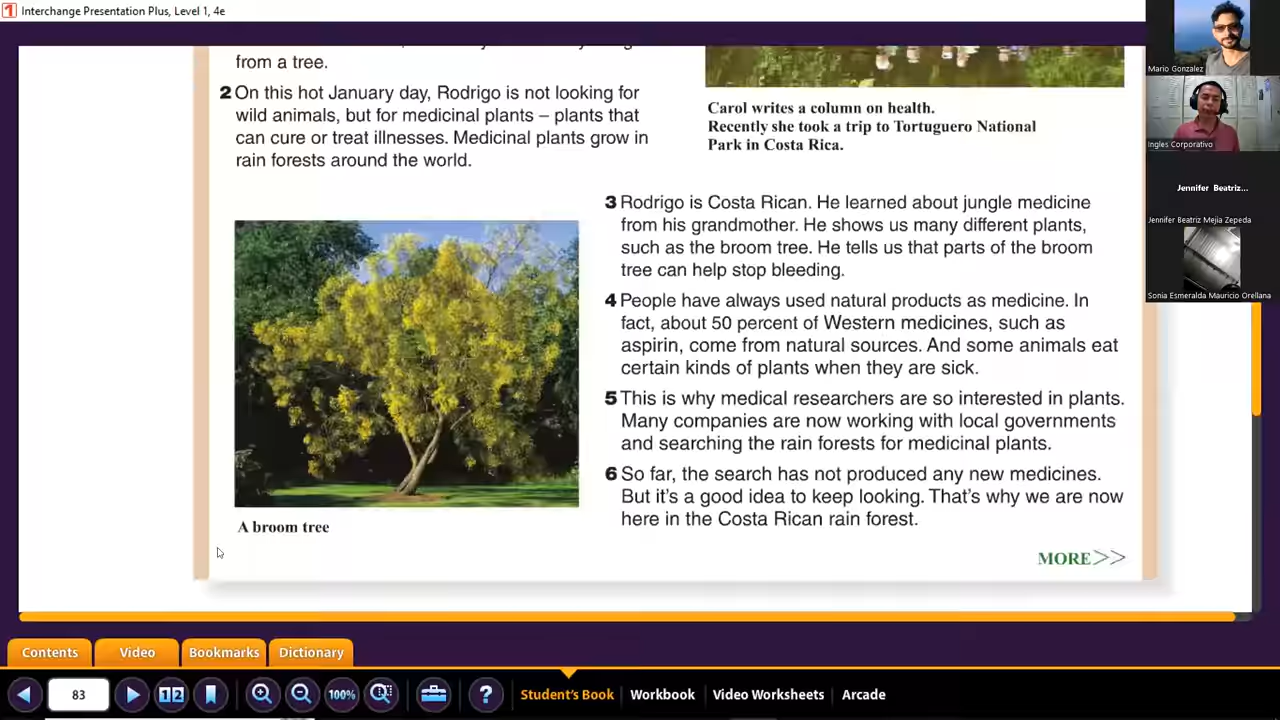 Interchange Presentation Plus, Level 1, 4e
from a tree.
2 On this hot January day, Rodrigo is not looking for
wild animals, but for medicinal plants – plants that
can cure or treat illnesses. Medicinal plants grow in
rain forests around the world.
Carol writes a column on health.
Recently she took a trip to Tortuguero National
Park in Costa Rica.
3 Rodrigo is Costa Rican. He learned about jungle medicine
from his grandmother. He shows us many different plants,
such as the broom tree. He tells us that parts of the broom
tree can help stop bleeding.
4 People have always used natural products as medicine. In
fact, about 50 percent of Western medicines, such as
aspirin, come from natural sources. And some animals eat
certain kinds of plants when they are sick.
5 This is why medical researchers are so interested in plants.
Many companies are now working with local governments
and searching the rain forests for medicinal plants.
6 So far, the search has not produced any new medicines.
But it's a good idea to keep looking. That's why we are now
here in the Costa Rican rain forest.
A broom tree
MORE>>
Mario Gonzalez
Ingles Corporativo
Jennifer Beatriz...
Jennifer Beatriz Mejia Zepeda
Sonia Esmeralda Mauricio Orellana
Contents Video Bookmarks Dictionary
83 12 100% ? Student's Book Workbook Video Worksheets Arcade